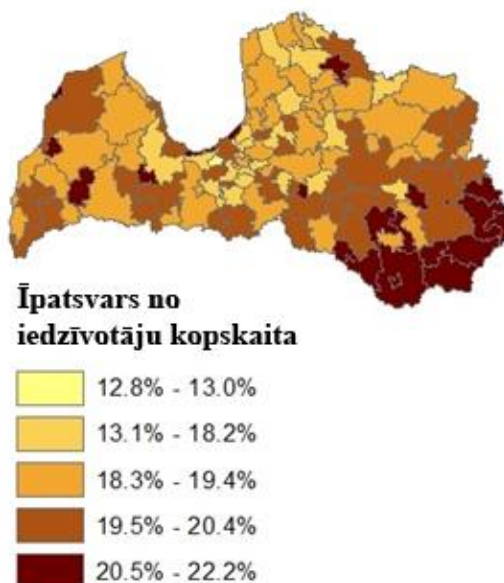 Īpatsvars no
iedzīvotāju kopskaita
12.8% - 13.0%
13.1% - 18.2%
18.3% - 19.4%
19.5% - 20.4%
20.5% - 22.2%